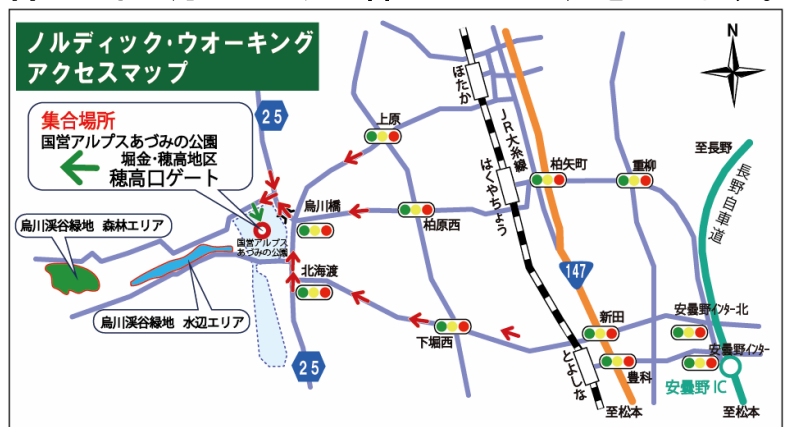 ノルディック・ウオーキング
アクセスマップ
N
集合場所
国営アルプスあづみの公園
堀金・穂高地区
穂高口ゲート
25
上原
ほたか
JR大糸線
はくやちょう
柏矢町
重柳
至長野
長野自動車道
烏川渓谷緑地 森林エリア
国営アルプス
あづみの公園
烏川橋
柏原西
烏川渓谷緑地 水辺エリア
北海渡
147
下堀西
新田
安曇野インター北
安曇野インター
とよしな
豊科
安曇野IC
25
至松本
至松本